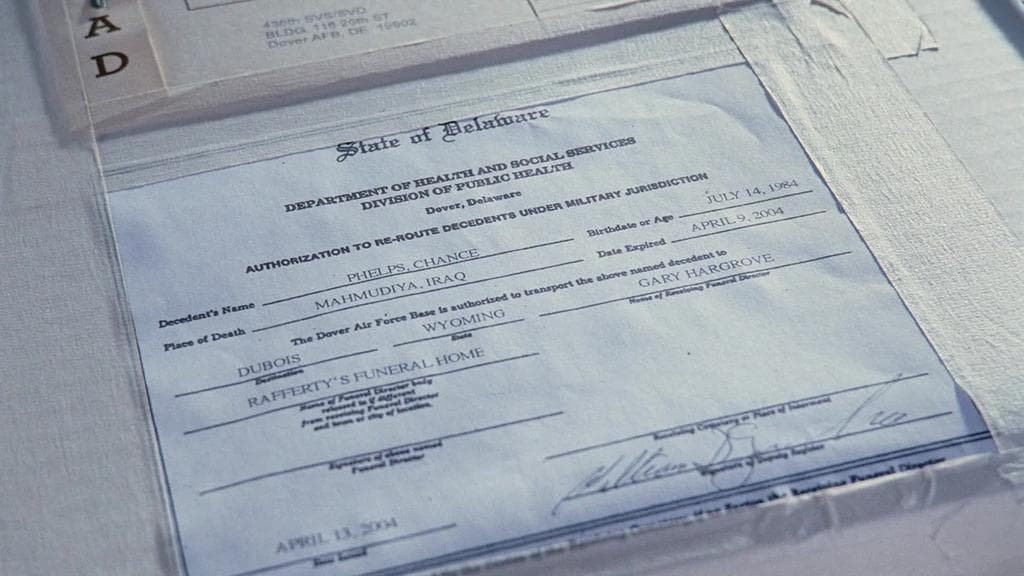 A
D
436th SVS/SVD
BLDG. 116 20th ST
Dover AFB, DE 19902
State of Delaware
DEPARTMENT OF HEALTH AND SOCIAL SERVICES
DIVISION OF PUBLIC HEALTH
Dover, Delaware
AUTHORIZATION TO RE-ROUTE DECEDENTS UNDER MILITARY JURISDICTION
Decedent's Name PHELPS, CHANCE Birthdate or Age JULY 14, 1984
Place of Death MAHMUDIYA, IRAQ Date Expired APRIL 9, 2004
The Dover Air Force Base is authorized to transport the above named decedent to
DUBOIS WYOMING GARY HARGROVE
Destination State Name of Receiving Funeral Director
RAFFERTY'S FUNERAL HOME
Name of Funeral Director body
referred to if different
from receiving Funeral Director
and town or city of location.
Receiving Cemetery or Place of Interment
Signature of above named
Funeral Director
Signature of Deputy Registrar
APRIL 13, 2004
Date Issued